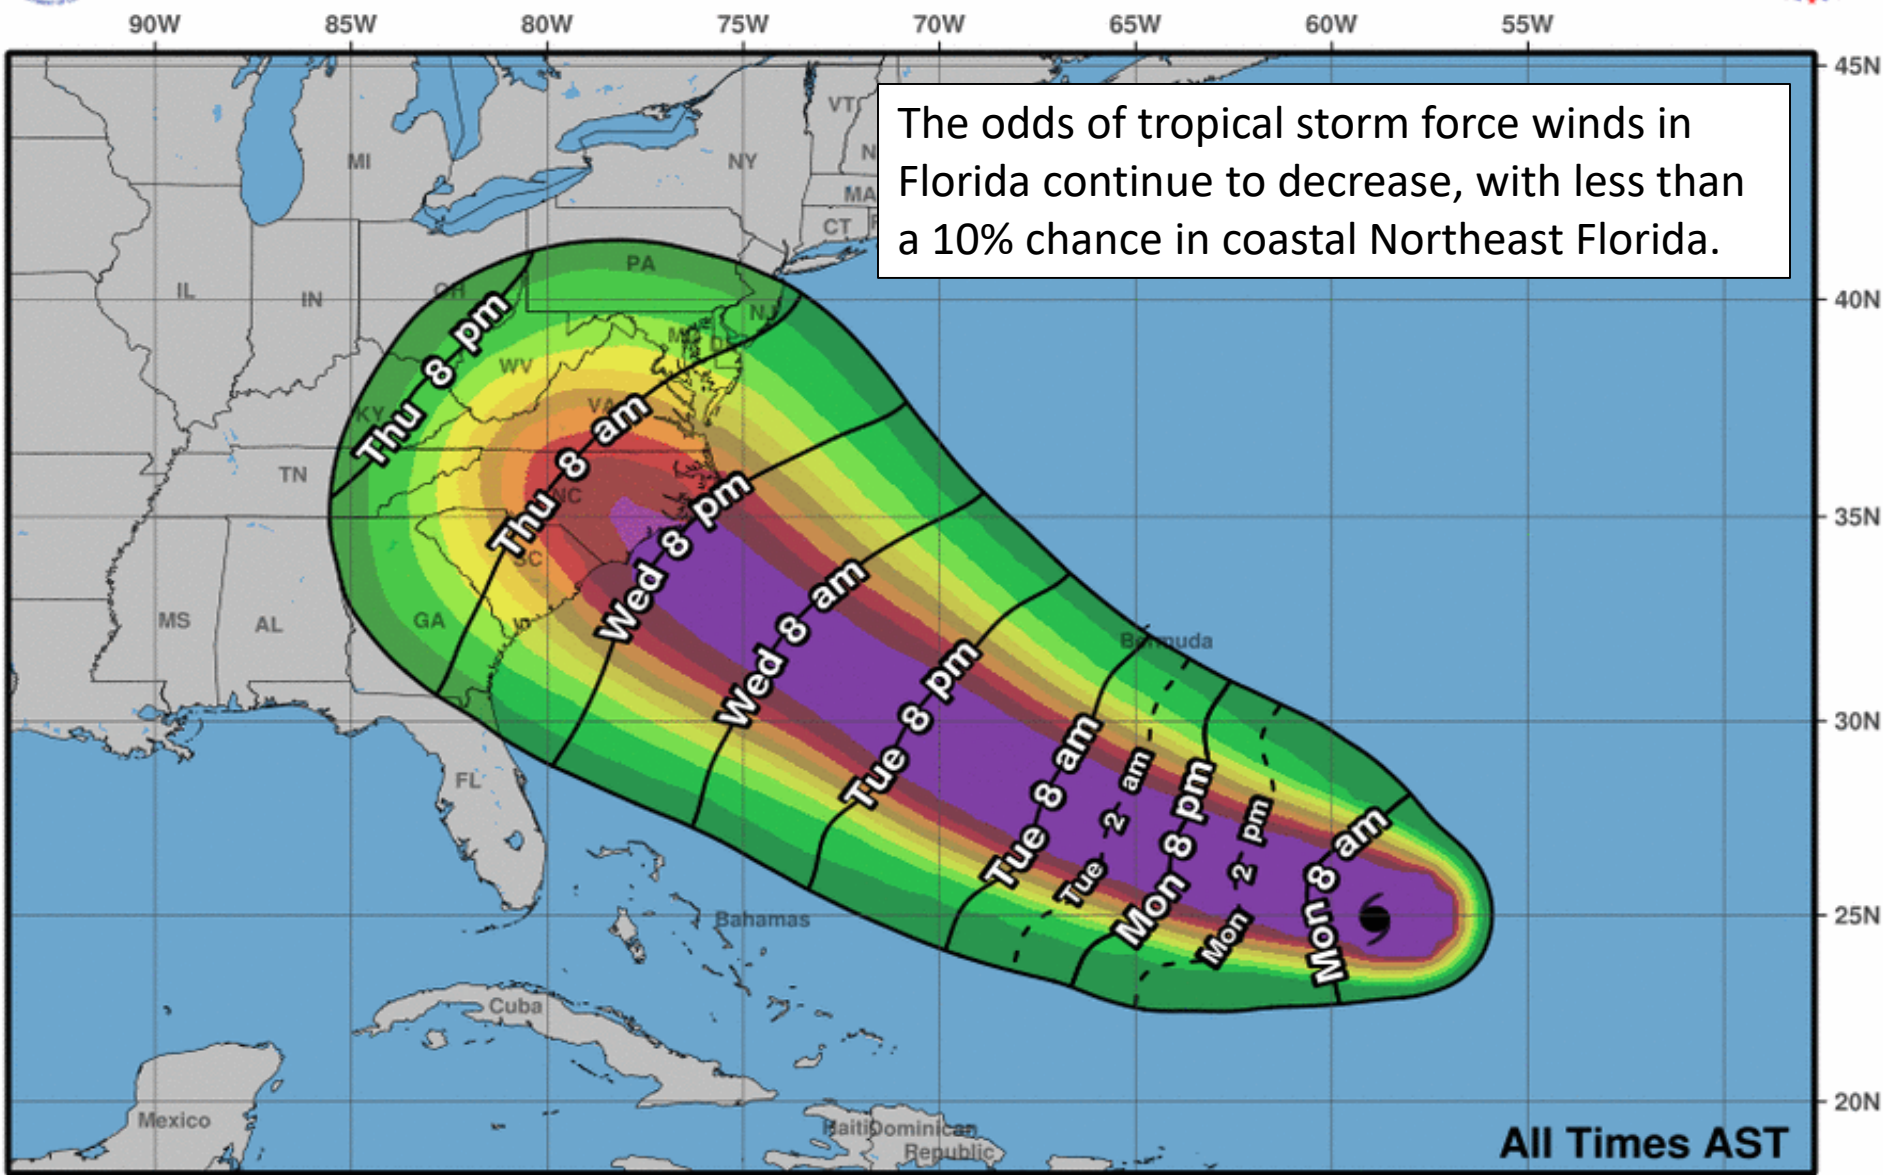 90W 85W 80W 75W 70W 65W 60W 55W
45N
The odds of tropical storm force winds in
Florida continue to decrease, with less than
a 10% chance in coastal Northeast Florida.
VT
MI
NY
MA
CT
PA
IL
IN
OH
40N
NJ
MD
DE
WV
KY
VA
Thu 8 pm
Thu 8 am
TN
NC
35N
Wed 8 pm
SC
Wed 8 am
MS
AL
GA
Bermuda
Tue 8 pm
30N
Tue 8 am
Tue 2 am
Mon 8 pm
Mon 2 pm
Mon 8 am
FL
Bahamas
25N
Cuba
Mexico
Haiti
Dominican
Republic
20N
All Times AST